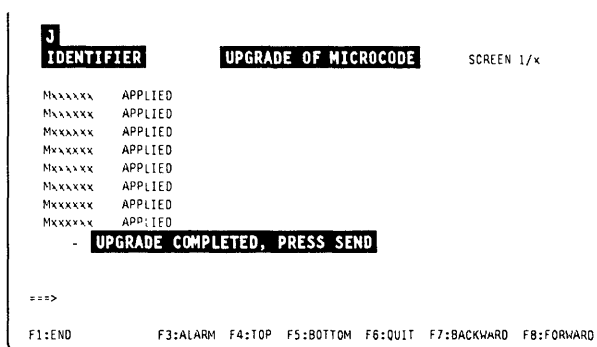 J
IDENTIFIER UPGRADE OF MICROCODE SCREEN 1/x
Mxxxxxx APPLIED
Mxxxxxx APPLIED
Mxxxxxx APPLIED
Mxxxxxx APPLIED
Mxxxxxx APPLIED
Mxxxxxx APPLIED
Mxxxxxx APPLIED
Mxxxxxx APPLIED
- UPGRADE COMPLETED, PRESS SEND
===>
F1:END F3:ALARM F4:TOP F5:BOTTOM F6:QUIT F7:BACKWARD F8:FORWARD